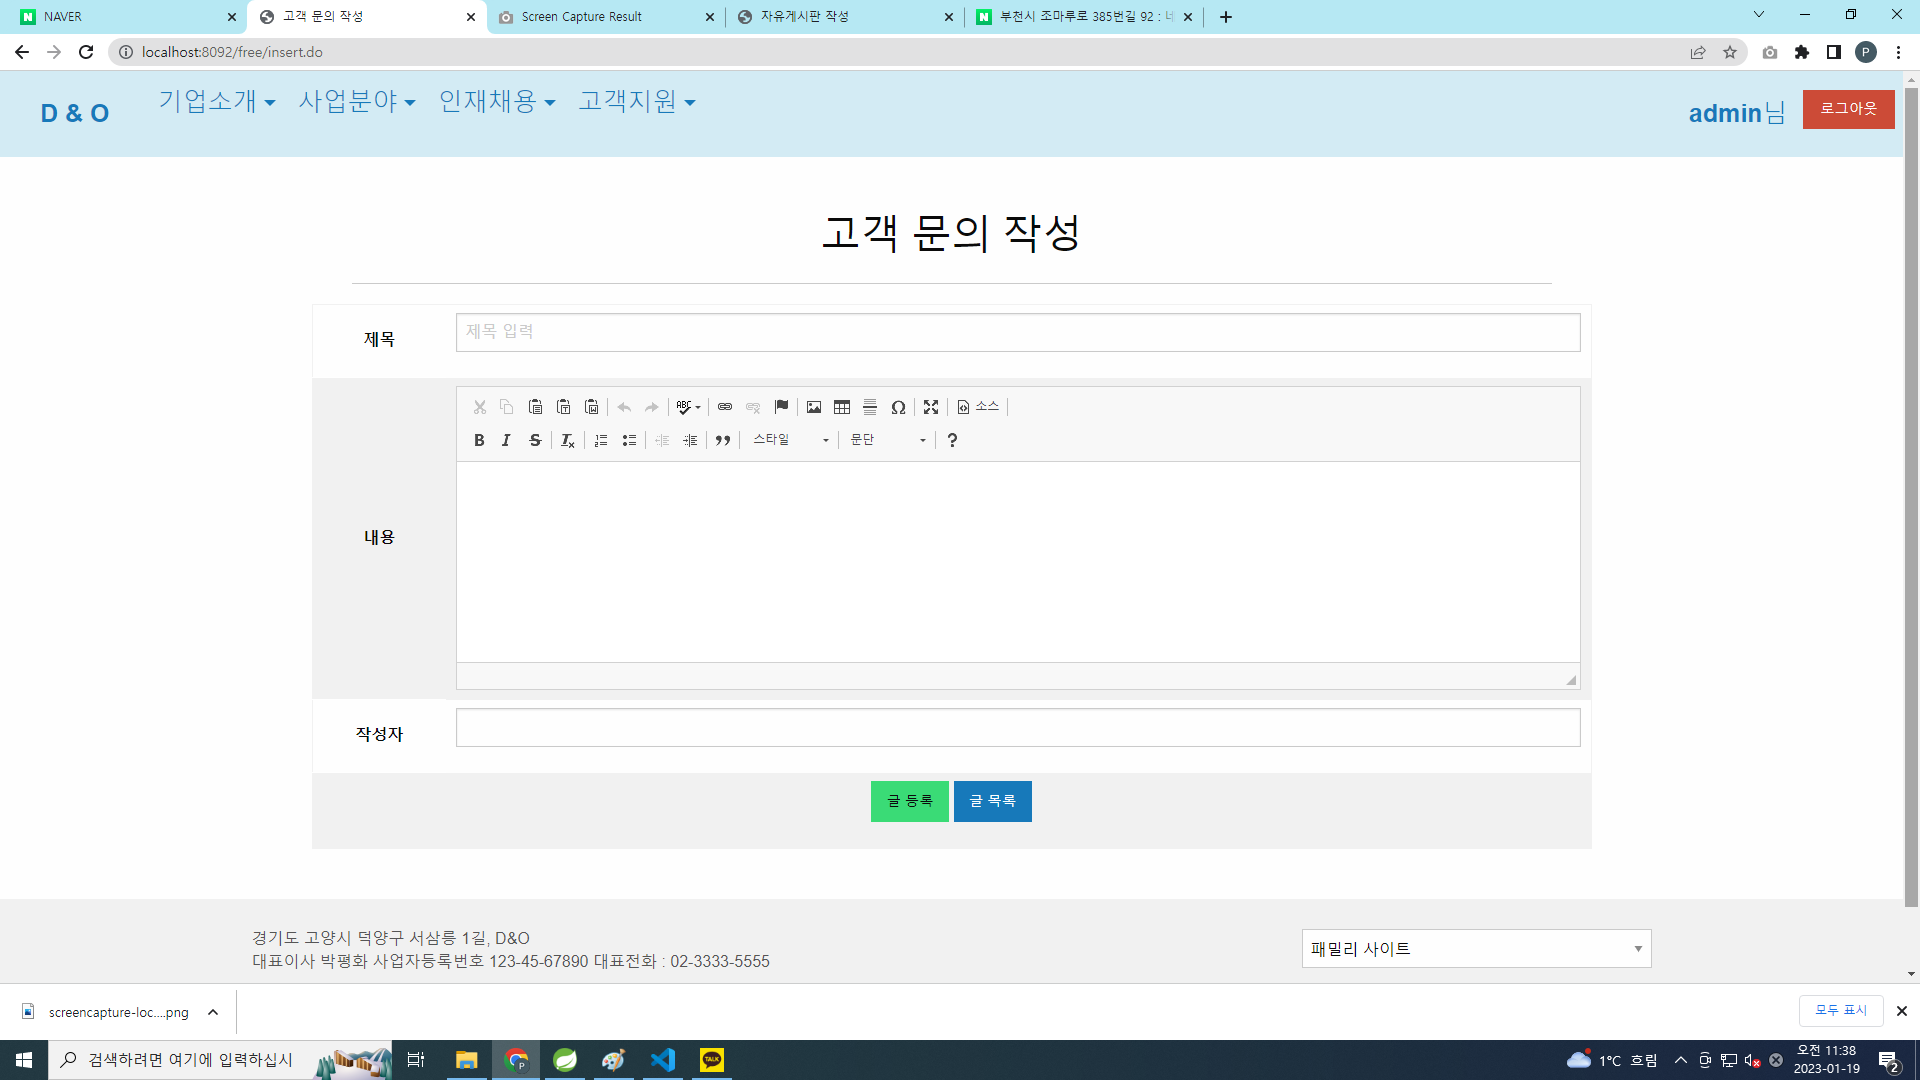 NAVER
고객 문의 작성
Screen Capture Result
자유게시판 작성
부천시 조마루로 385번길 92 : 네
localhost:8092/free/insert.do
P
D & O
기업소개
사업분야
인재채용
고객지원
admin님
로그아웃
고객 문의 작성
제목
제목 입력
소스
스타일
문단
내용
작성자
글 등록
글 목록
경기도 고양시 덕양구 서삼릉 1길, D&O
대표이사 박평화 사업자등록번호 123-45-67890 대표전화 : 02-3333-5555
패밀리 사이트
screencapture-loc....png
모두 표시
검색하려면 여기에 입력하십시
TALK
1°C 흐림
오전 11:38
2023-01-19
2